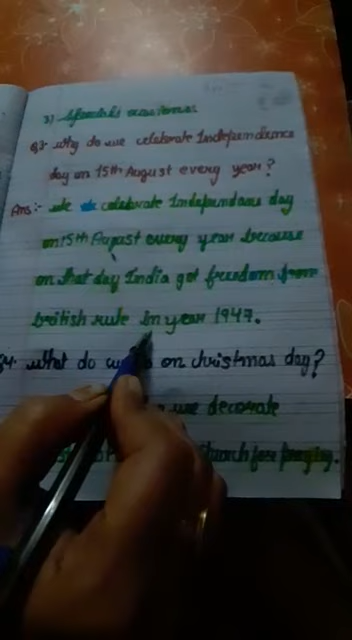 Q3- Why do we celebrate Independence
day on 15th August every year?
Ans:- We celebrate Independence day
on 15th August every year because
on that day India got freedom from
british rule in year 1947.
Q4. What do we on christmas day?
we decorate
church for praying.